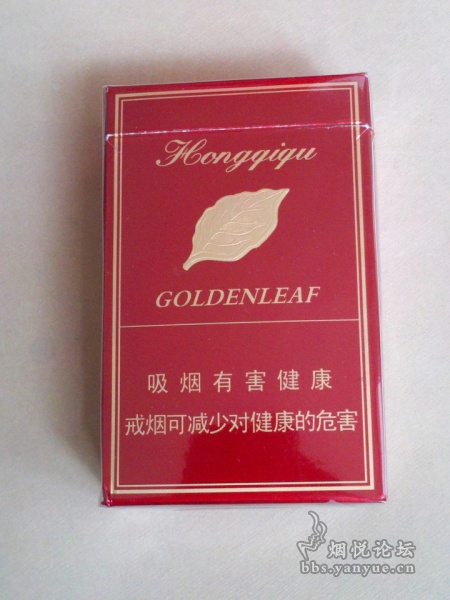 Hongqiqu
GOLDENLEAF
吸烟有害健康
戒烟可减少对健康的危害
烟悦论坛
bbs.yanyue.cn